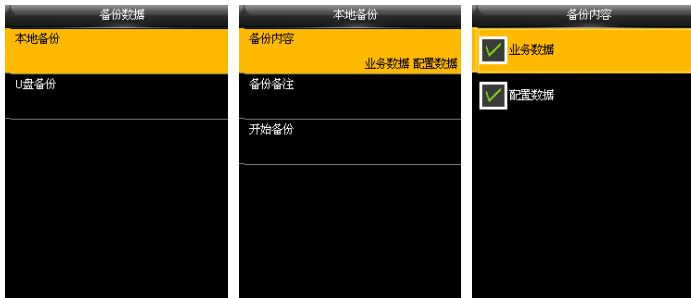 备份数据
本地备份
U盘备份
本地备份
备份内容
业务数据 配置数据
备份备注
开始备份
备份内容
业务数据
配置数据